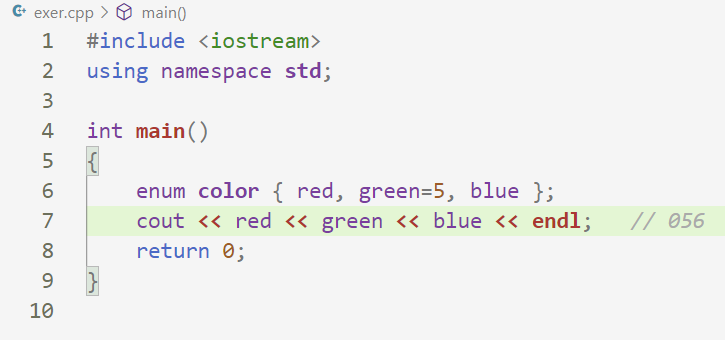 exer.cpp > main()
1 #include <iostream>
2 using namespace std;
3
4 int main()
5 {
6     enum color { red, green=5, blue };
7     cout << red << green << blue << endl;   // 056
8     return 0;
9 }
10